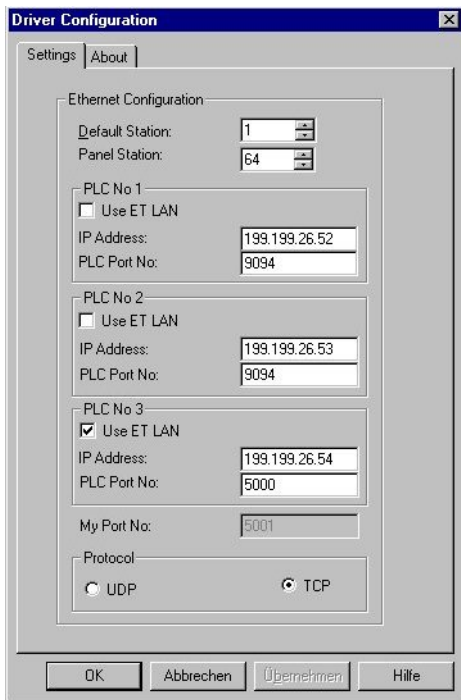 Driver Configuration
Settings About
Ethernet Configuration
Default Station: 1
Panel Station: 64
PLC No 1
Use ET LAN
IP Address: 199.199.26.52
PLC Port No: 9094
PLC No 2
Use ET LAN
IP Address: 199.199.26.53
PLC Port No: 9094
PLC No 3
Use ET LAN
IP Address: 199.199.26.54
PLC Port No: 5000
My Port No: 5001
Protocol
UDP TCP
OK Abbrechen Übernehmen Hilfe